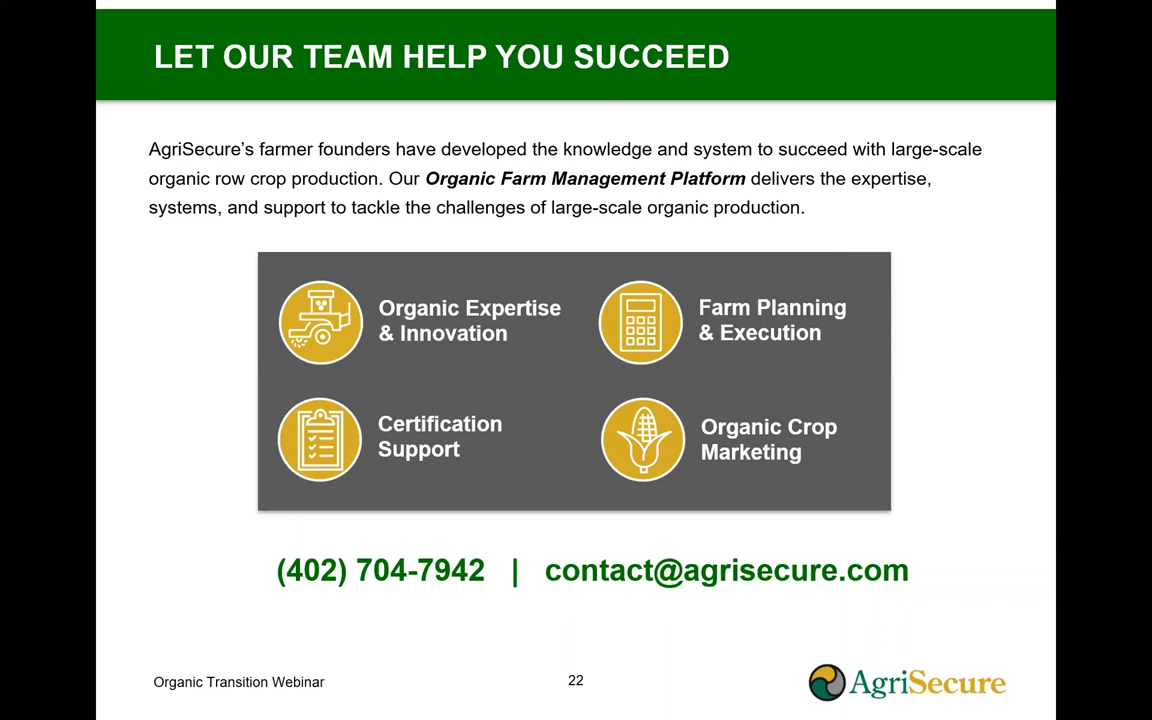 LET OUR TEAM HELP YOU SUCCEED
AgriSecure’s farmer founders have developed the knowledge and system to succeed with large-scale
organic row crop production. Our Organic Farm Management Platform delivers the expertise,
systems, and support to tackle the challenges of large-scale organic production.
Organic Expertise
& Innovation
Farm Planning
& Execution
Certification
Support
Organic Crop
Marketing
(402) 704-7942 | contact@agrisecure.com
Organic Transition Webinar
22
AgriSecure